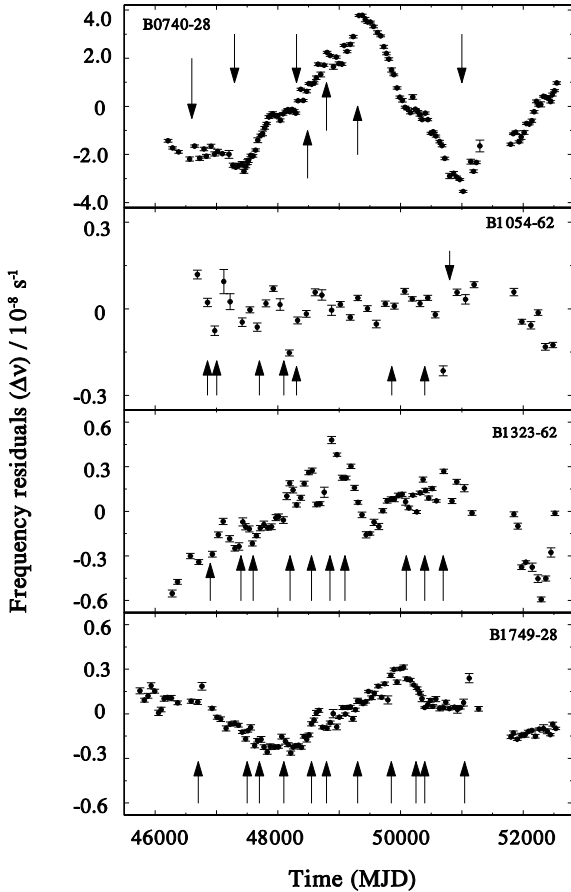 Frequency residuals (Δν) / 10⁻⁸ s⁻¹
B0740-28
4.0
2.0
0
-2.0
-4.0
B1054-62
0.3
0
-0.3
B1323-62
0.6
0.3
0
-0.3
-0.6
B1749-28
0.6
0.3
0
-0.3
-0.6
46000 48000 50000 52000
Time (MJD)